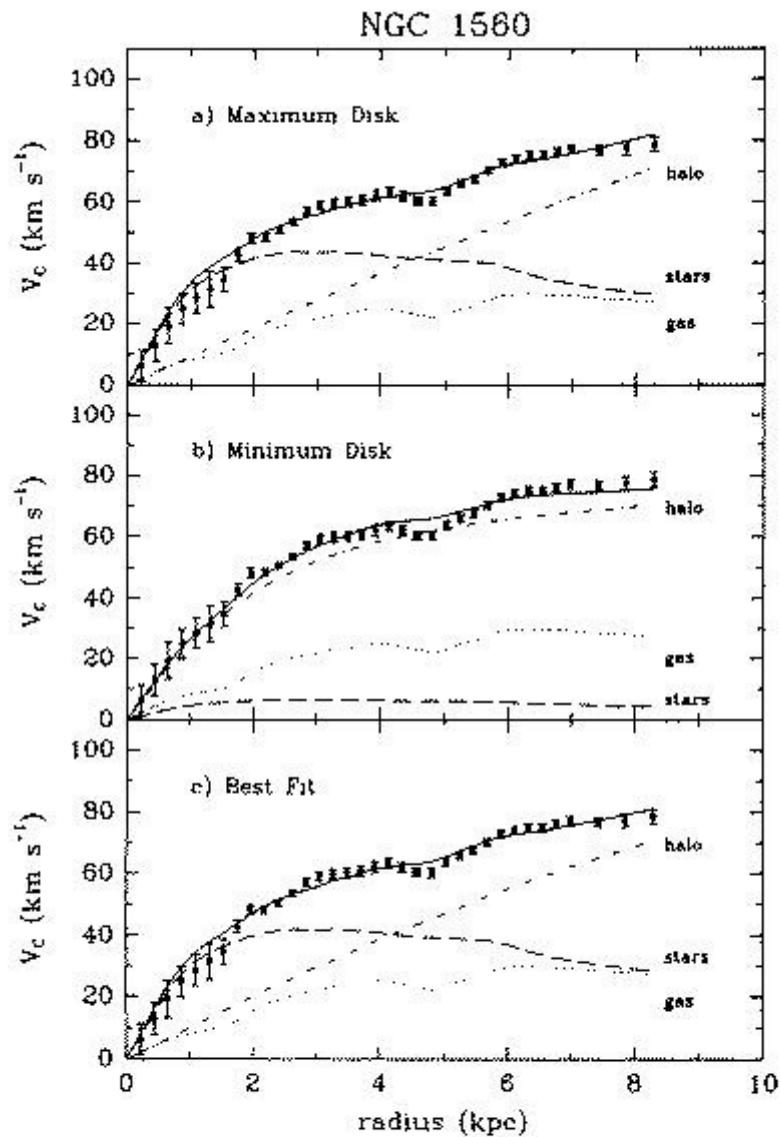 NGC 1560
100
80
60
40
20
0
V_c (km s⁻¹)
a) Maximum Disk
halo
stars
gas
100
80
60
40
20
0
V_c (km s⁻¹)
b) Minimum Disk
halo
gas
stars
100
80
60
40
20
0
V_c (km s⁻¹)
c) Best Fit
halo
stars
gas
0 2 4 6 8 10
radius (kpc)